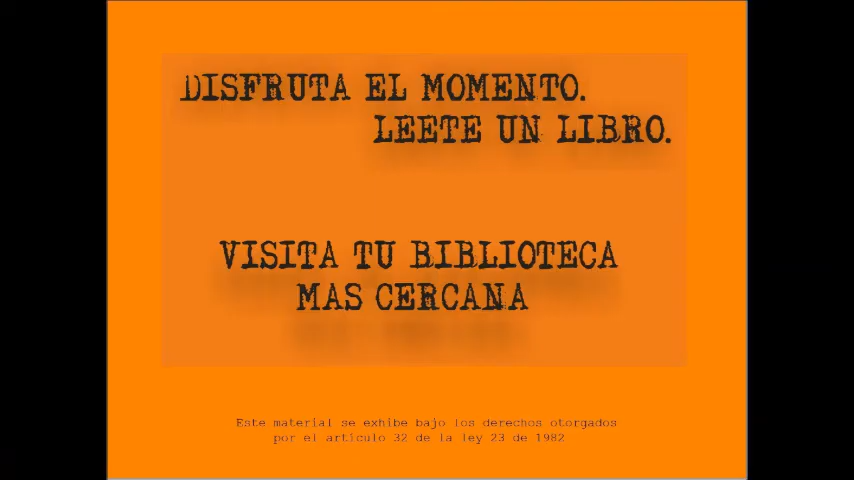 DISFRUTA EL MOMENTO.
LEETE UN LIBRO.
VISITA TU BIBLIOTECA
MAS CERCANA
Este material se exhibe bajo los derechos otorgados
por el artículo 32 de la ley 23 de 1982